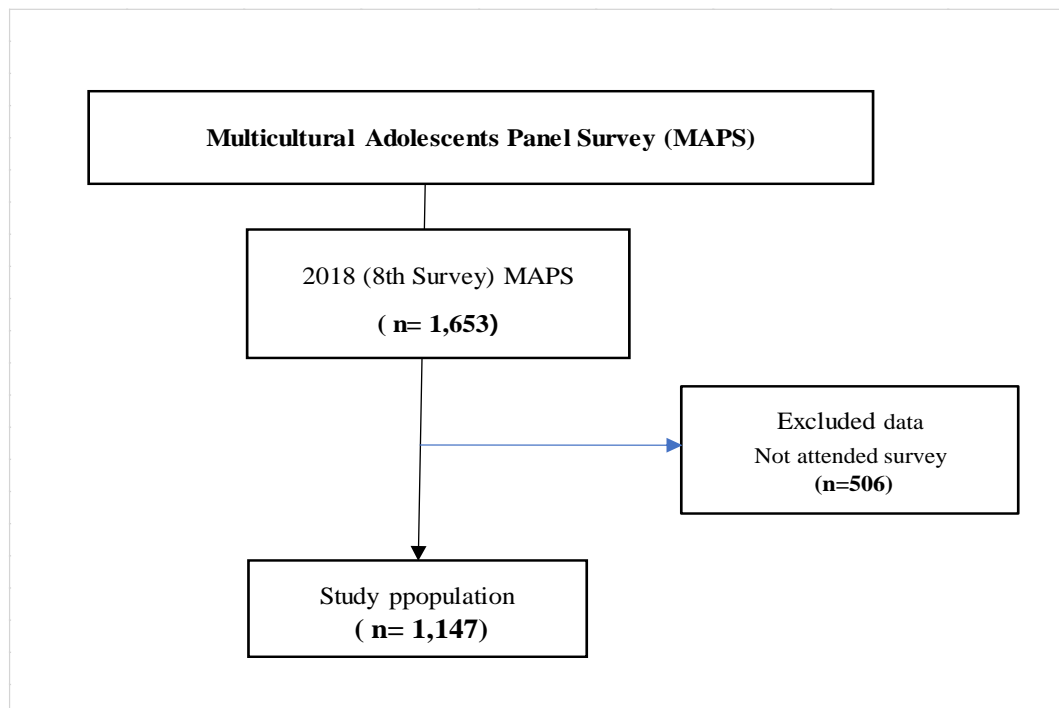 Multicultural Adolescents Panel Survey (MAPS)
2018 (8th Survey) MAPS
( n= 1,653)
Excluded data
Not attended survey
(n=506)
Study ppopulation
( n= 1,147)